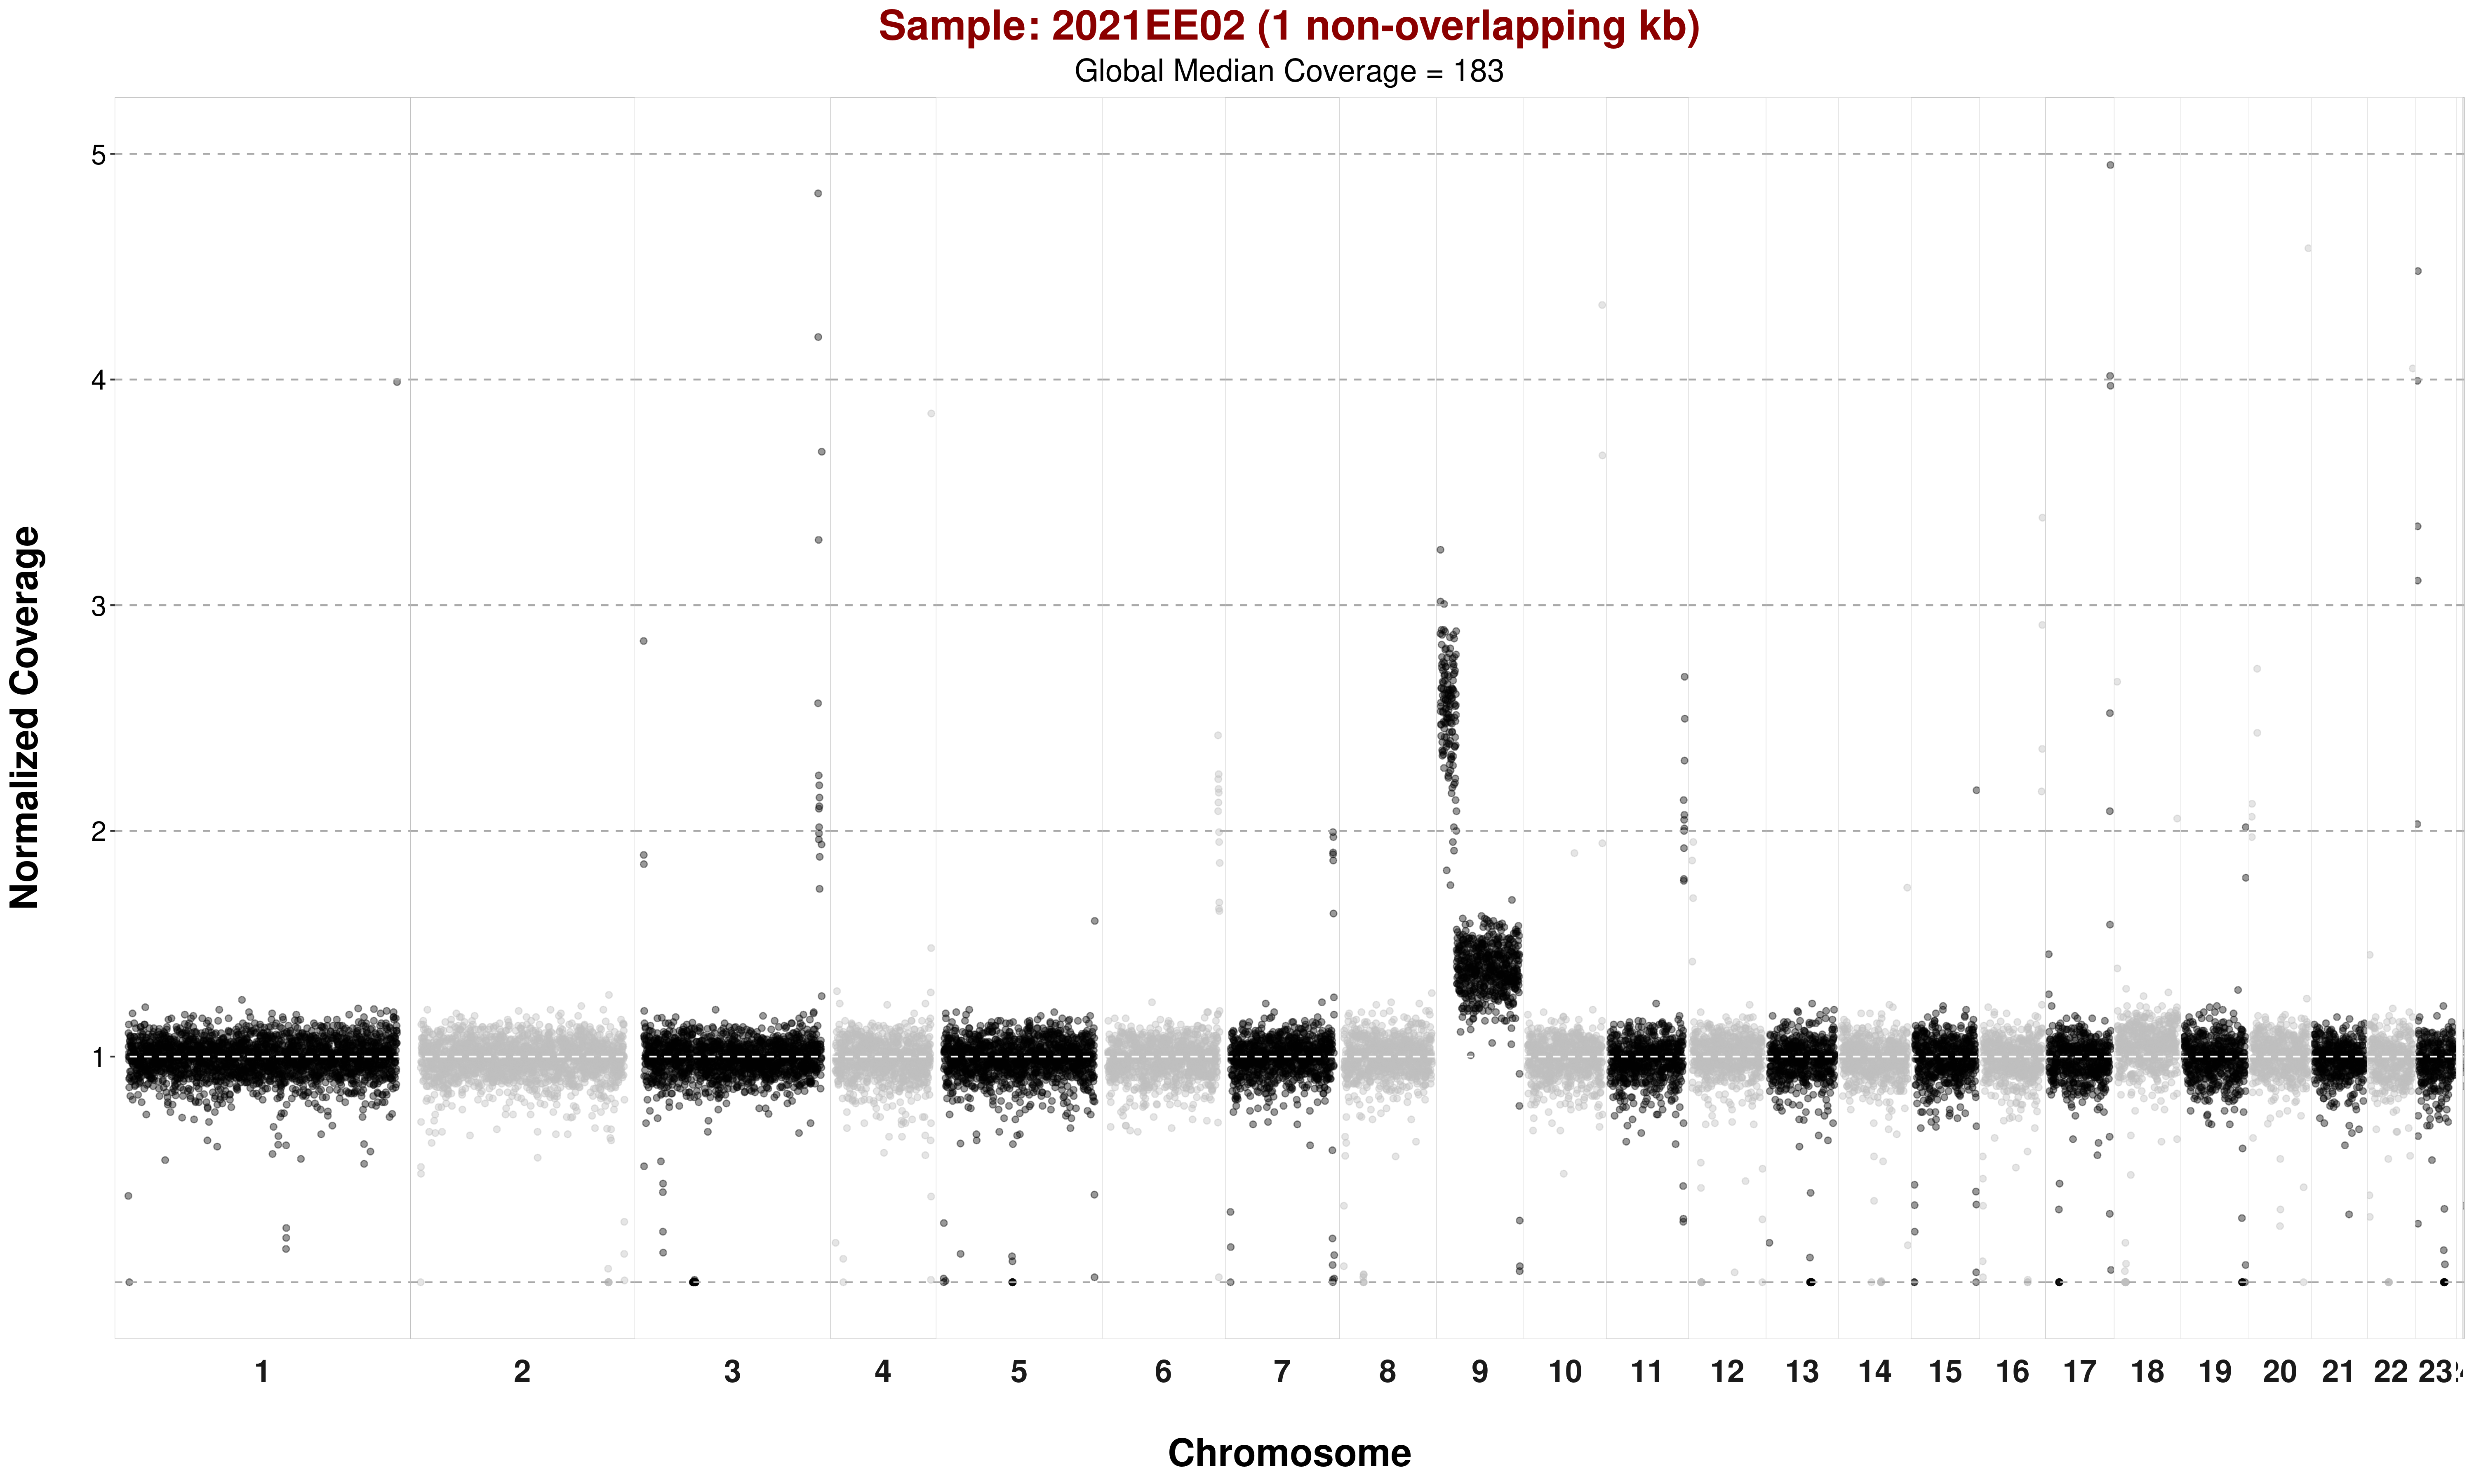 Sample: 2021EE02 (1 non-overlapping kb)
Global Median Coverage = 183
Normalized Coverage
5
4
3
2
1
1 2 3 4 5 6 7 8 9 10 11 12 13 14 15 16 17 18 19 20 21 22 23
Chromosome